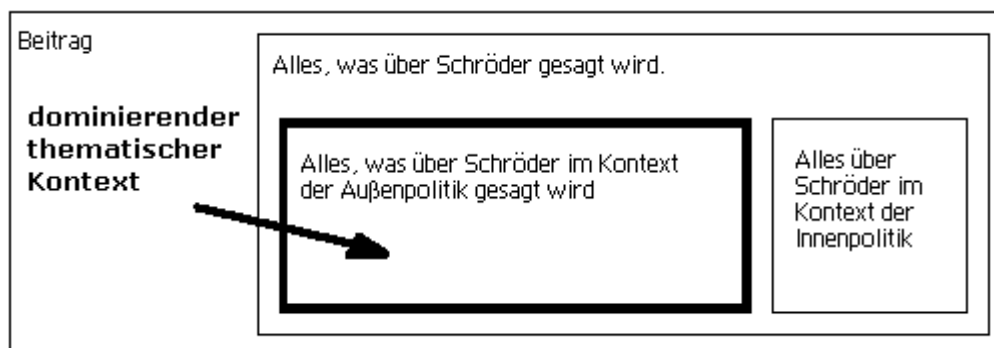 Beitrag
Alles, was über Schröder gesagt wird.
dominierender
thematischer
Kontext
Alles, was über Schröder im Kontext
der Außenpolitik gesagt wird
Alles über
Schröder im
Kontext der
Innenpolitik